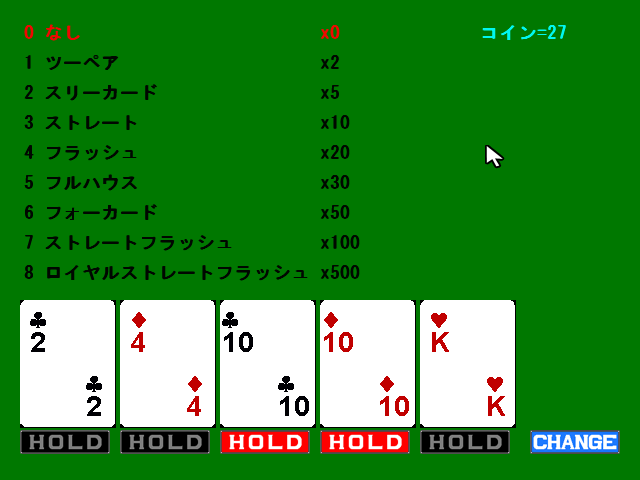 0 なし x0 コイン=27
1 ツーペア x2
2 スリーカード x5
3 ストレート x10
4 フラッシュ x20
5 フルハウス x30
6 フォーカード x50
7 ストレートフラッシュ x100
8 ロイヤルストレートフラッシュ x500
2 4 10 10 K
2 4 10 10 K
HOLD HOLD HOLD HOLD HOLD CHANGE